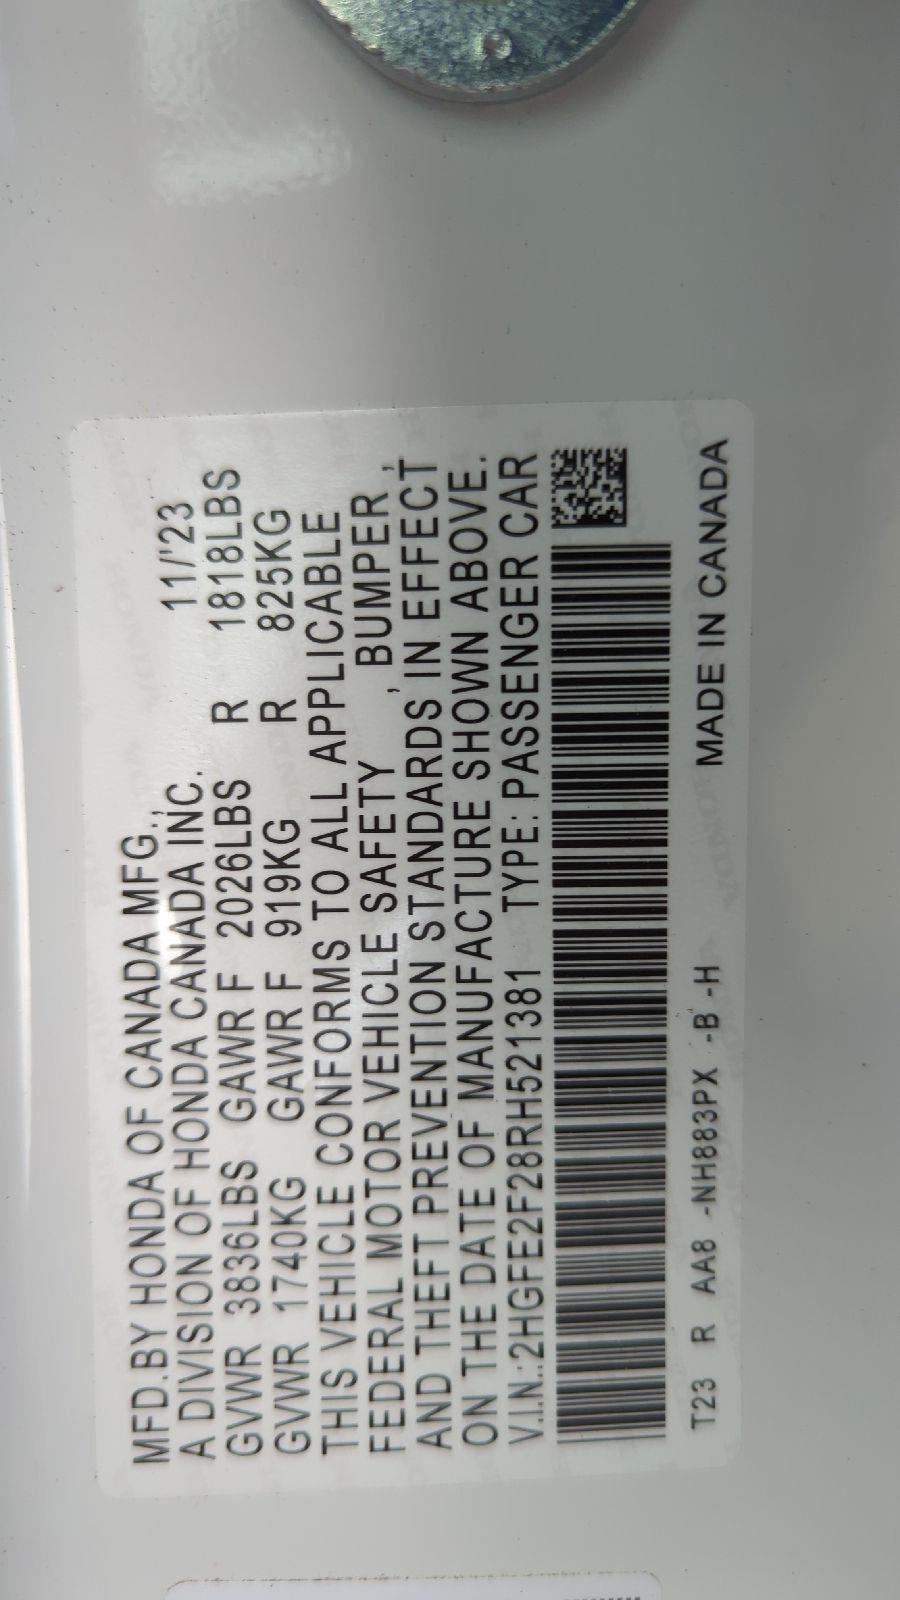 MFD.BY HONDA OF CANADA MFG.,
A DIVISION OF HONDA CANADA INC. 11/'23
GVWR 3836LBS GAWR F 2026LBS R 1818LBS
GVWR 1740KG GAWR F 919KG R 825KG
THIS VEHICLE CONFORMS TO ALL APPLICABLE
FEDERAL MOTOR VEHICLE SAFETY , BUMPER ,
AND THEFT PREVENTION STANDARDS IN EFFECT
ON THE DATE OF MANUFACTURE SHOWN ABOVE.
V.I.N.:2HGFE2F28RH521381 TYPE: PASSENGER CAR
T23 R AA8 -NH883PX -B -H MADE IN CANADA